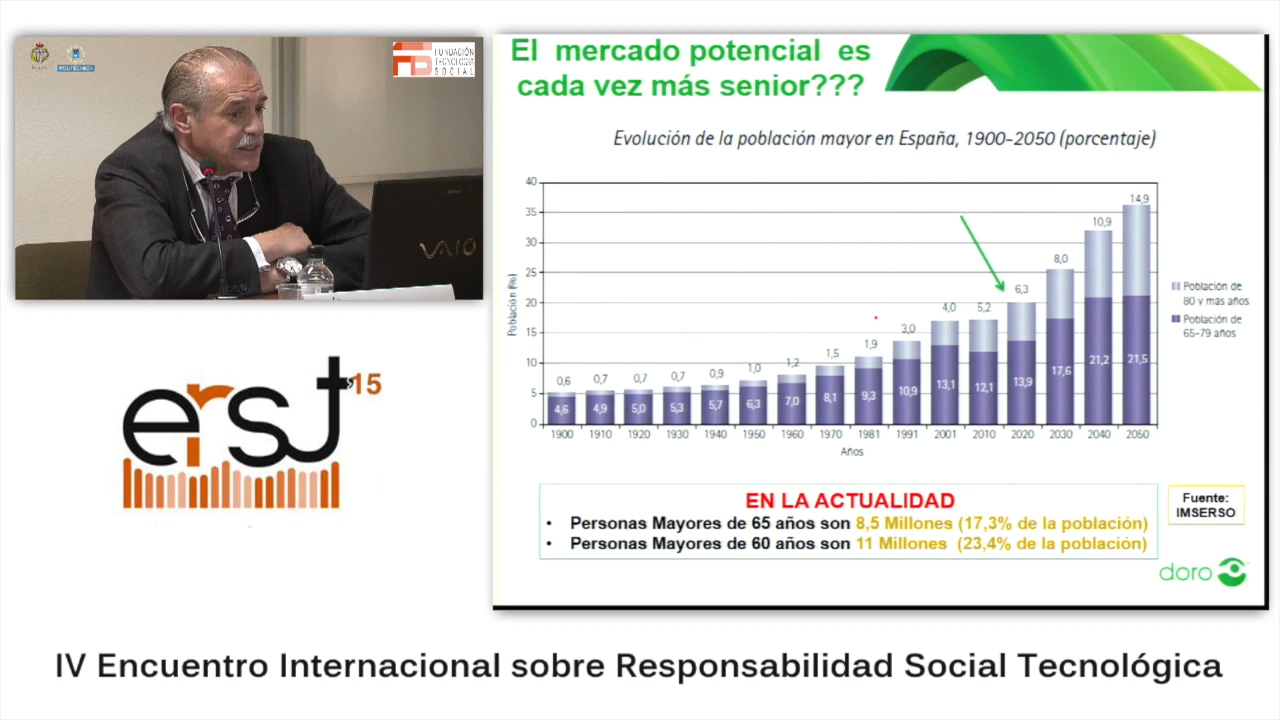 POLITÉCNICA
FUNDACIÓN
TECNOLOGÍA
SOCIAL
VAIO
erst'15
El mercado potencial es
cada vez más senior???
Evolución de la población mayor en España, 1900-2050 (porcentaje)
Población (%)
40
35
30
25
20
15
10
5
0
0,6 0,7 0,7 0,7 0,9 1,0 1,2 1,5 1,9 3,0 4,0 5,2 6,3 8,0 10,9 14,9
4,6 4,9 5,0 5,3 5,7 6,3 7,0 8,1 9,3 10,9 13,1 12,1 13,9 17,6 21,2 21,5
1900 1910 1920 1930 1940 1950 1960 1970 1981 1991 2001 2010 2020 2030 2040 2050
Años
Población de
80 y más años
Población de
65-79 años
EN LA ACTUALIDAD
• Personas Mayores de 65 años son 8,5 Millones (17,3% de la población)
• Personas Mayores de 60 años son 11 Millones (23,4% de la población)
Fuente:
IMSERSO
doro
IV Encuentro Internacional sobre Responsabilidad Social Tecnológica